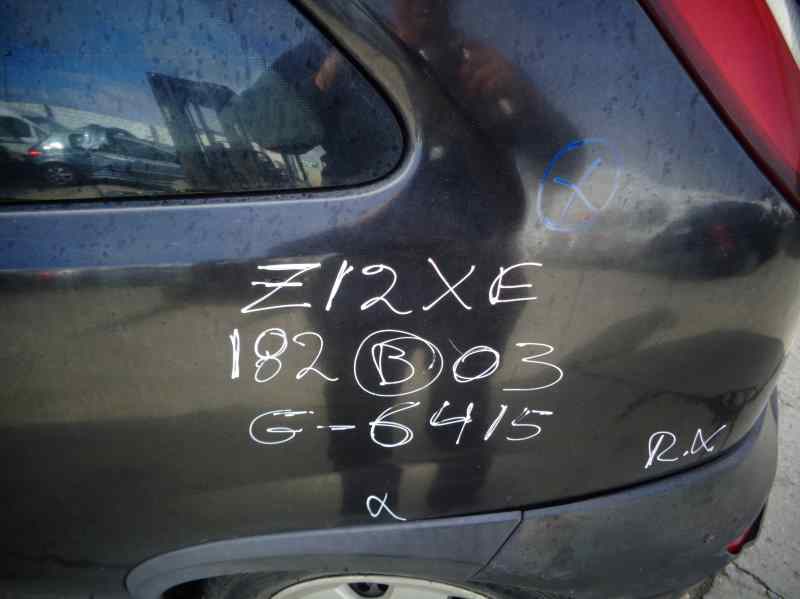 X
Z12XE
182 B 03
G-6415
R.X
α